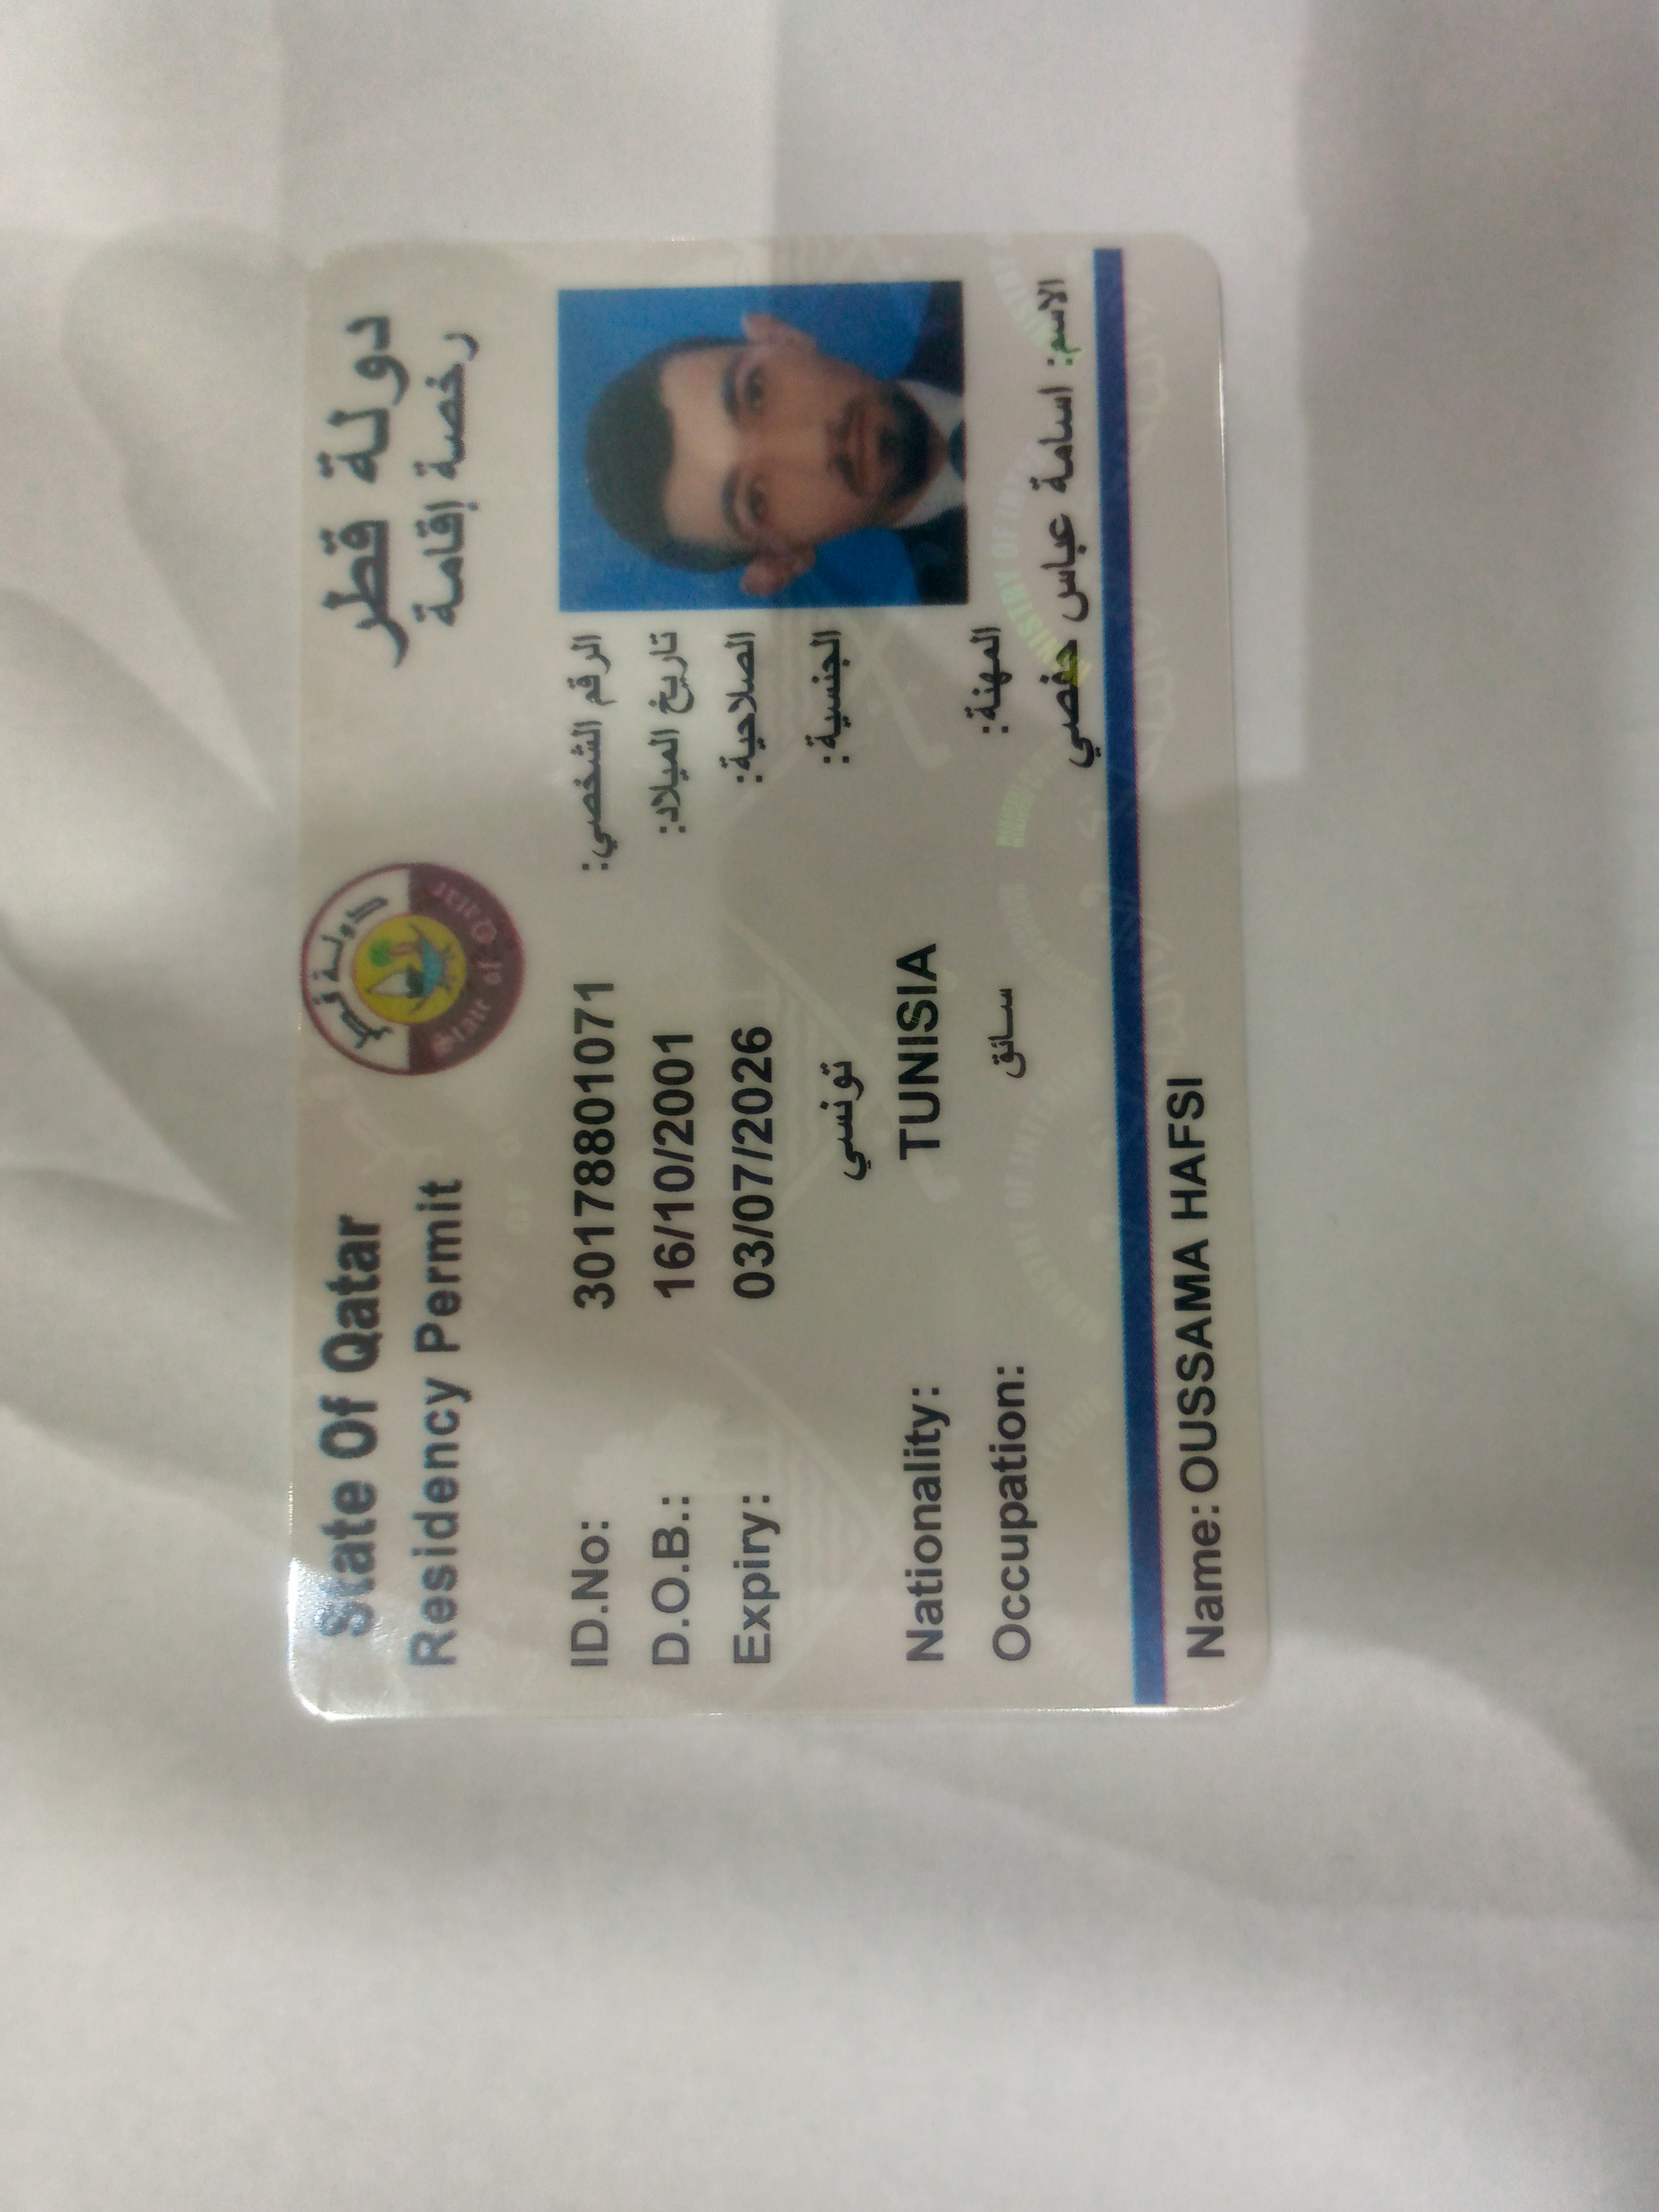 State Of Qatar دولة قطر
Residency Permit رخصة إقامة
دولة قطر
State of Qatar
ID.No: 30178801071 الرقم الشخصي:
D.O.B.: 16/10/2001 تاريخ الميلاد:
Expiry: 03/07/2026 الصلاحية:
تونسي الجنسية:
Nationality: TUNISIA
Occupation: سائق المهنة:
الاسم: اسامة عباس حفصي
Name: OUSSAMA HAFSI